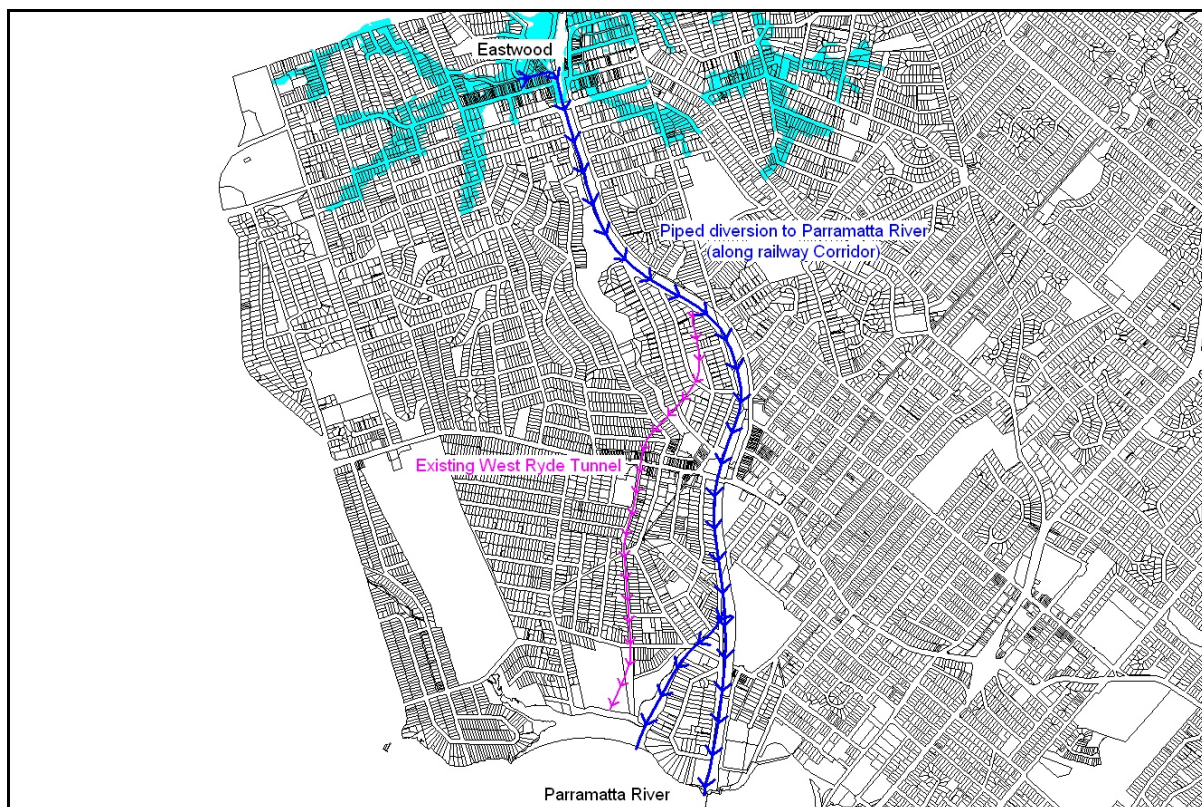 Eastwood
Piped diversion to Parramatta River
(along railway Corridor)
Existing West Ryde Tunnel
Parramatta River